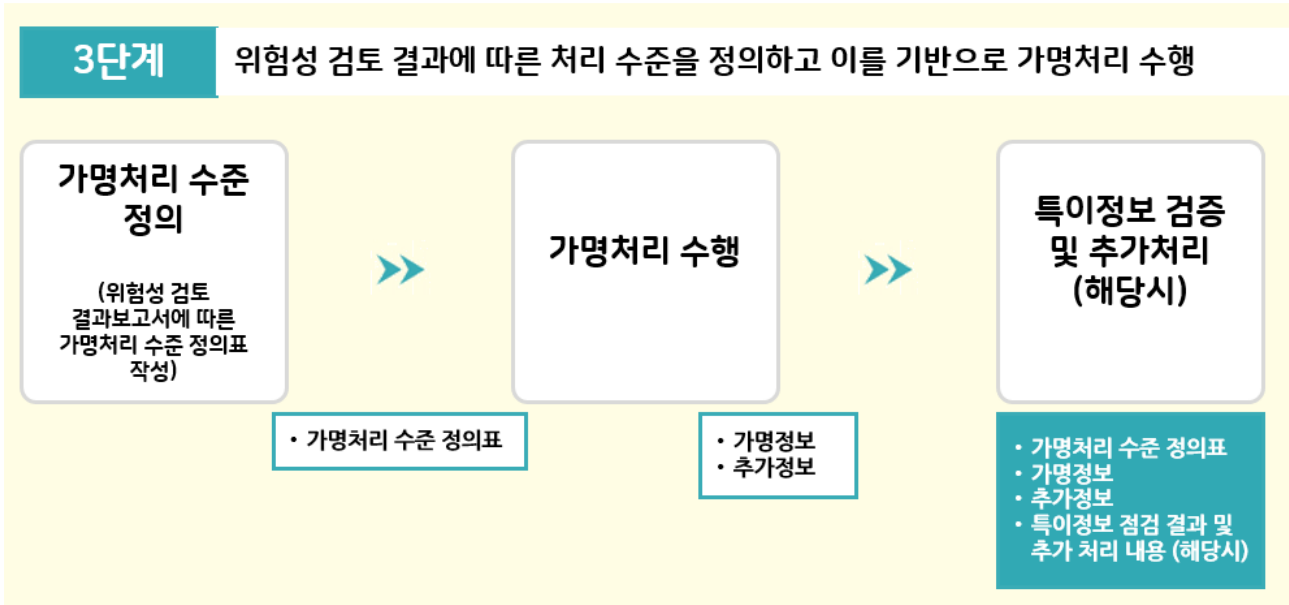 3단계
위험성 검토 결과에 따른 처리 수준을 정의하고 이를 기반으로 가명처리 수행
가명처리 수준
정의
(위험성 검토
결과보고서에 따른
가명처리 수준 정의표
작성)
가명처리 수행
특이정보 검증
및 추가처리
(해당시)
• 가명처리 수준 정의표
• 가명정보
• 추가정보
• 가명처리 수준 정의표
• 가명정보
• 추가정보
• 특이정보 점검 결과 및
추가 처리 내용 (해당시)